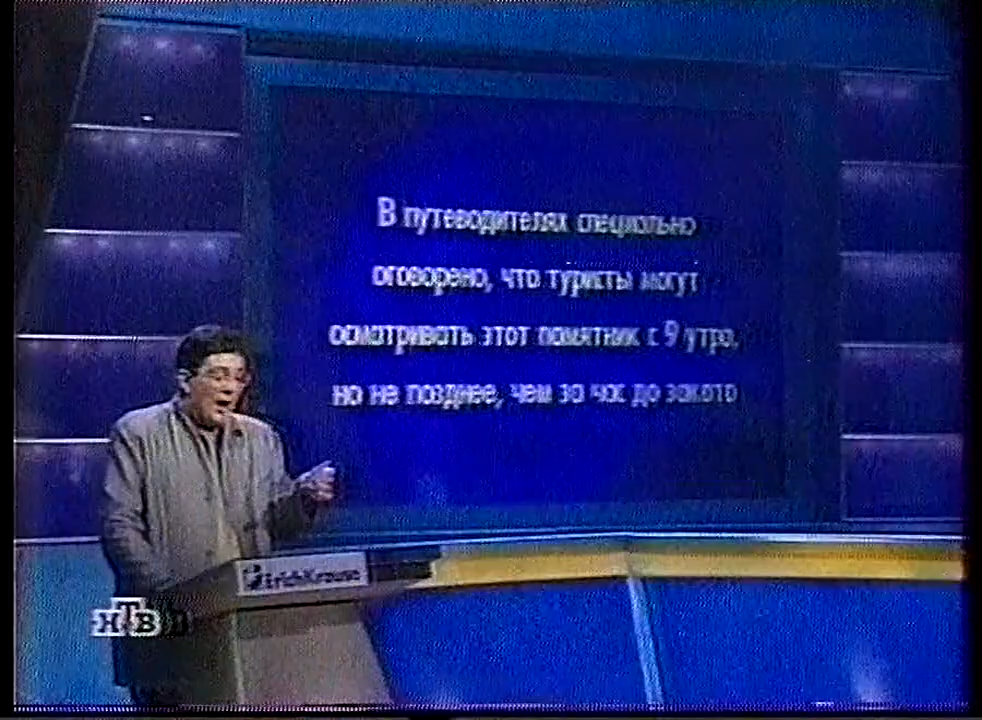 В путеводителях специально
оговорено, что туристы могут
осматривать этот памятник с 9 утра,
но не позднее, чем за час до заката
ErichKrause
НТВ